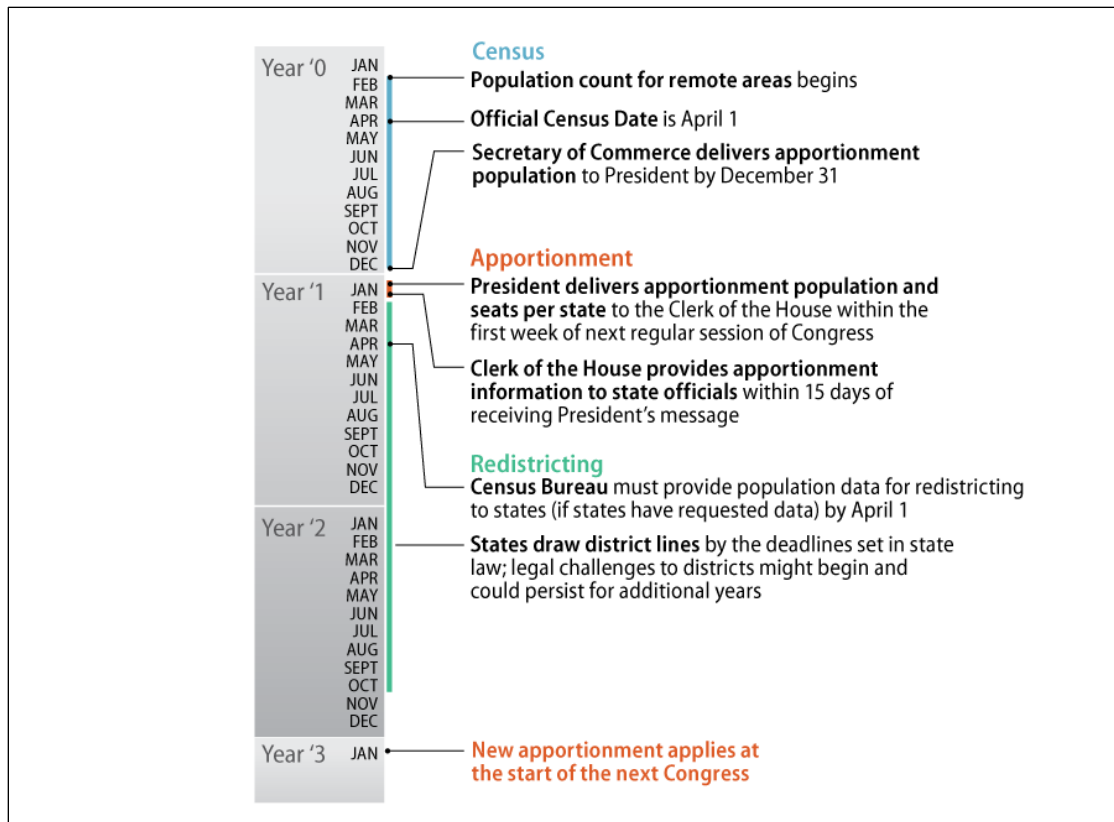 Year '0
JAN
FEB
MAR
APR
MAY
JUN
JUL
AUG
SEPT
OCT
NOV
DEC
Census
Population count for remote areas begins
Official Census Date is April 1
Secretary of Commerce delivers apportionment
population to President by December 31
Year '1
JAN
FEB
MAR
APR
MAY
JUN
JUL
AUG
SEPT
OCT
NOV
DEC
Apportionment
President delivers apportionment population and
seats per state to the Clerk of the House within the
first week of next regular session of Congress
Clerk of the House provides apportionment
information to state officials within 15 days of
receiving President's message
Redistricting
Census Bureau must provide population data for redistricting
to states (if states have requested data) by April 1
Year '2
JAN
FEB
MAR
APR
MAY
JUN
JUL
AUG
SEPT
OCT
NOV
DEC
States draw district lines by the deadlines set in state
law; legal challenges to districts might begin and
could persist for additional years
Year '3
JAN
New apportionment applies at
the start of the next Congress